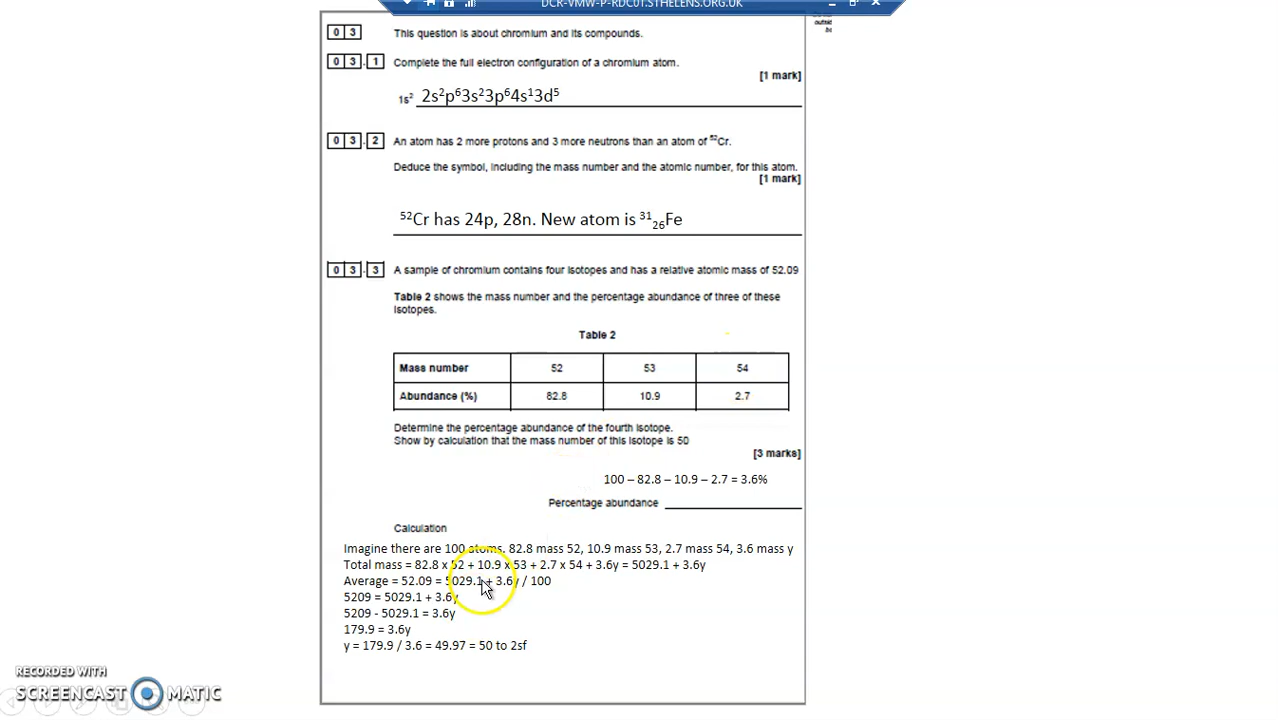 DCR-VMW-P-RDC01.STHELENS.ORG.UK
0 3 This question is about chromium and its compounds.
0 3 . 1 Complete the full electron configuration of a chromium atom.
[1 mark]
1s² 2s²p⁶3s²3p⁶4s¹3d⁵
0 3 . 2 An atom has 2 more protons and 3 more neutrons than an atom of ⁵²Cr.
Deduce the symbol, including the mass number and the atomic number, for this atom.
[1 mark]
⁵²Cr has 24p, 28n. New atom is ³¹₂₆Fe
0 3 . 3 A sample of chromium contains four isotopes and has a relative atomic mass of 52.09
Table 2 shows the mass number and the percentage abundance of three of these
isotopes.
Table 2
Mass number 52 53 54
Abundance (%) 82.8 10.9 2.7
Determine the percentage abundance of the fourth isotope.
Show by calculation that the mass number of this isotope is 50
[3 marks]
100 – 82.8 – 10.9 – 2.7 = 3.6%
Percentage abundance
Calculation
Imagine there are 100 atoms. 82.8 mass 52, 10.9 mass 53, 2.7 mass 54, 3.6 mass y
Total mass = 82.8 x 52 + 10.9 x 53 + 2.7 x 54 + 3.6y = 5029.1 + 3.6y
Average = 52.09 = 5029.1 + 3.6y / 100
5209 = 5029.1 + 3.6y
5209 - 5029.1 = 3.6y
179.9 = 3.6y
y = 179.9 / 3.6 = 49.97 = 50 to 2sf
RECORDED WITH
SCREENCAST MATIC